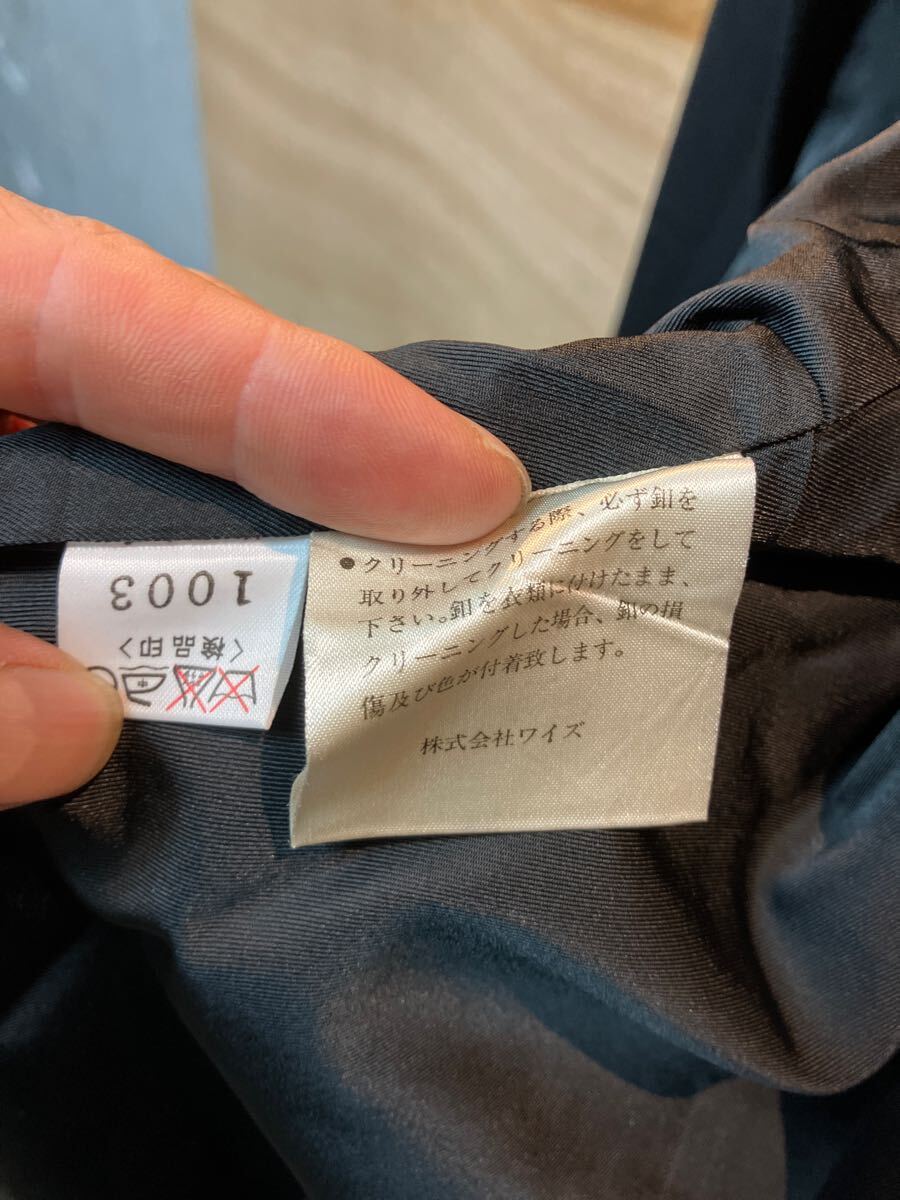 ●クリーニングする際、必ず釦を
取り外してクリーニングをして
下さい。釦を衣類に付けたまま、
クリーニングした場合、釦の損
傷及び色が付着致します。
株式会社ワイズ
〈検品印〉
1003